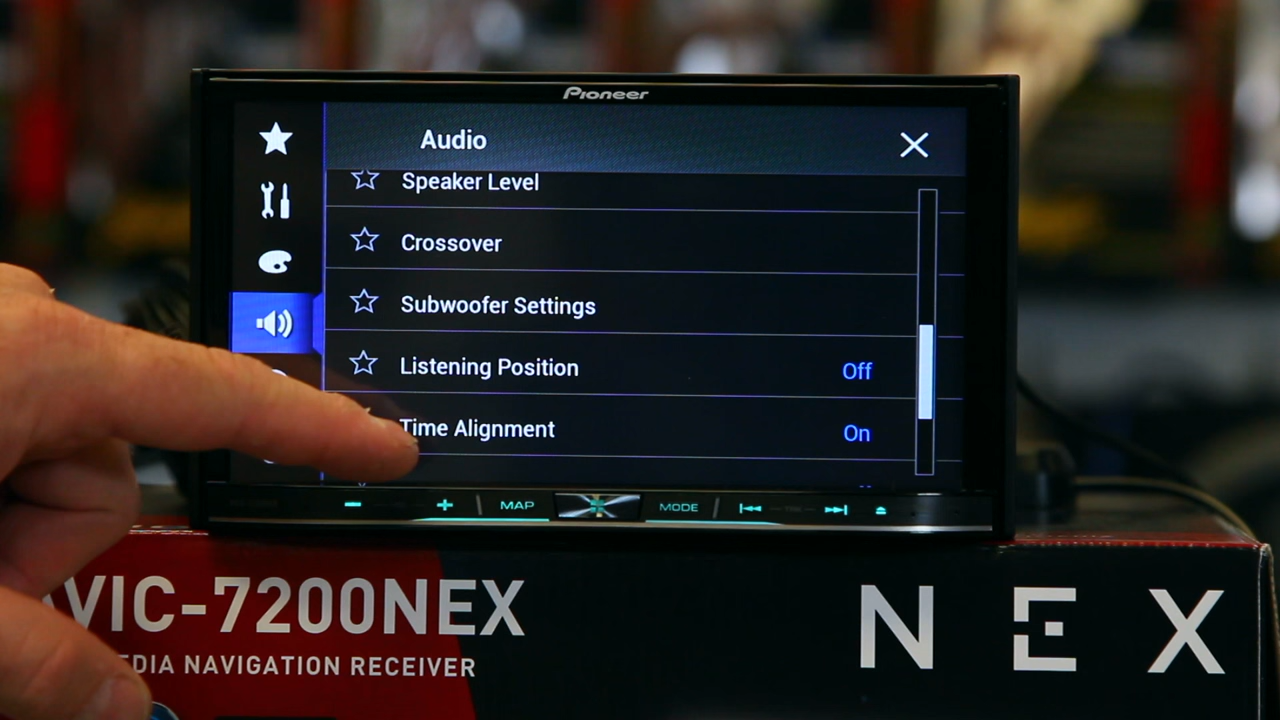 Pioneer
Audio
Speaker Level
Crossover
Subwoofer Settings
Listening Position Off
Time Alignment On
MAP MODE
VIC-7200NEX
EDIA NAVIGATION RECEIVER
NEX